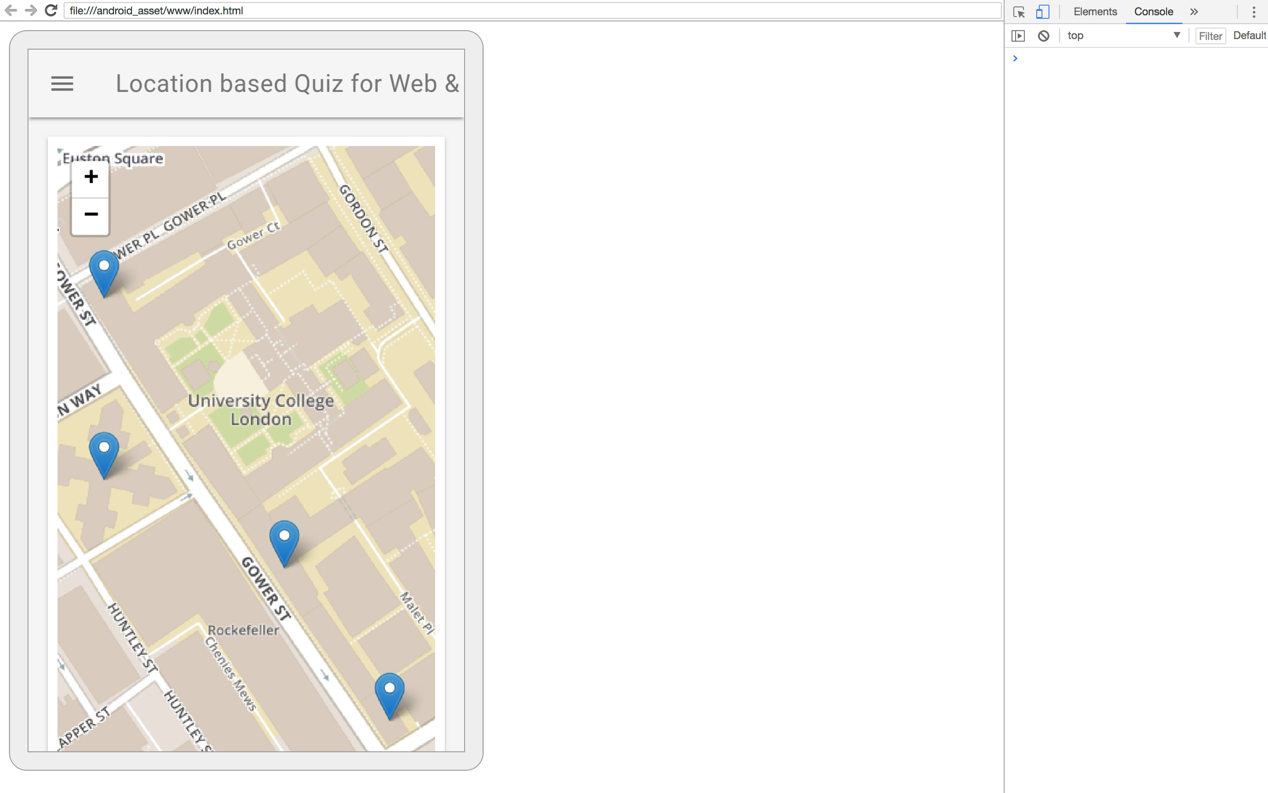 file:///android_asset/www/index.html
Elements
Console
»
top
Filter
Default
Location based Quiz for Web &
Euston Square
+
−
GOWER PL
WER PL
GORDON ST
Gower Ct
OWER ST
N WAY
University College
London
GOWER ST
Malet Pl
HUNTLEY ST
Rockefeller
Chenies Mews
HUNTLEY S
APPER ST